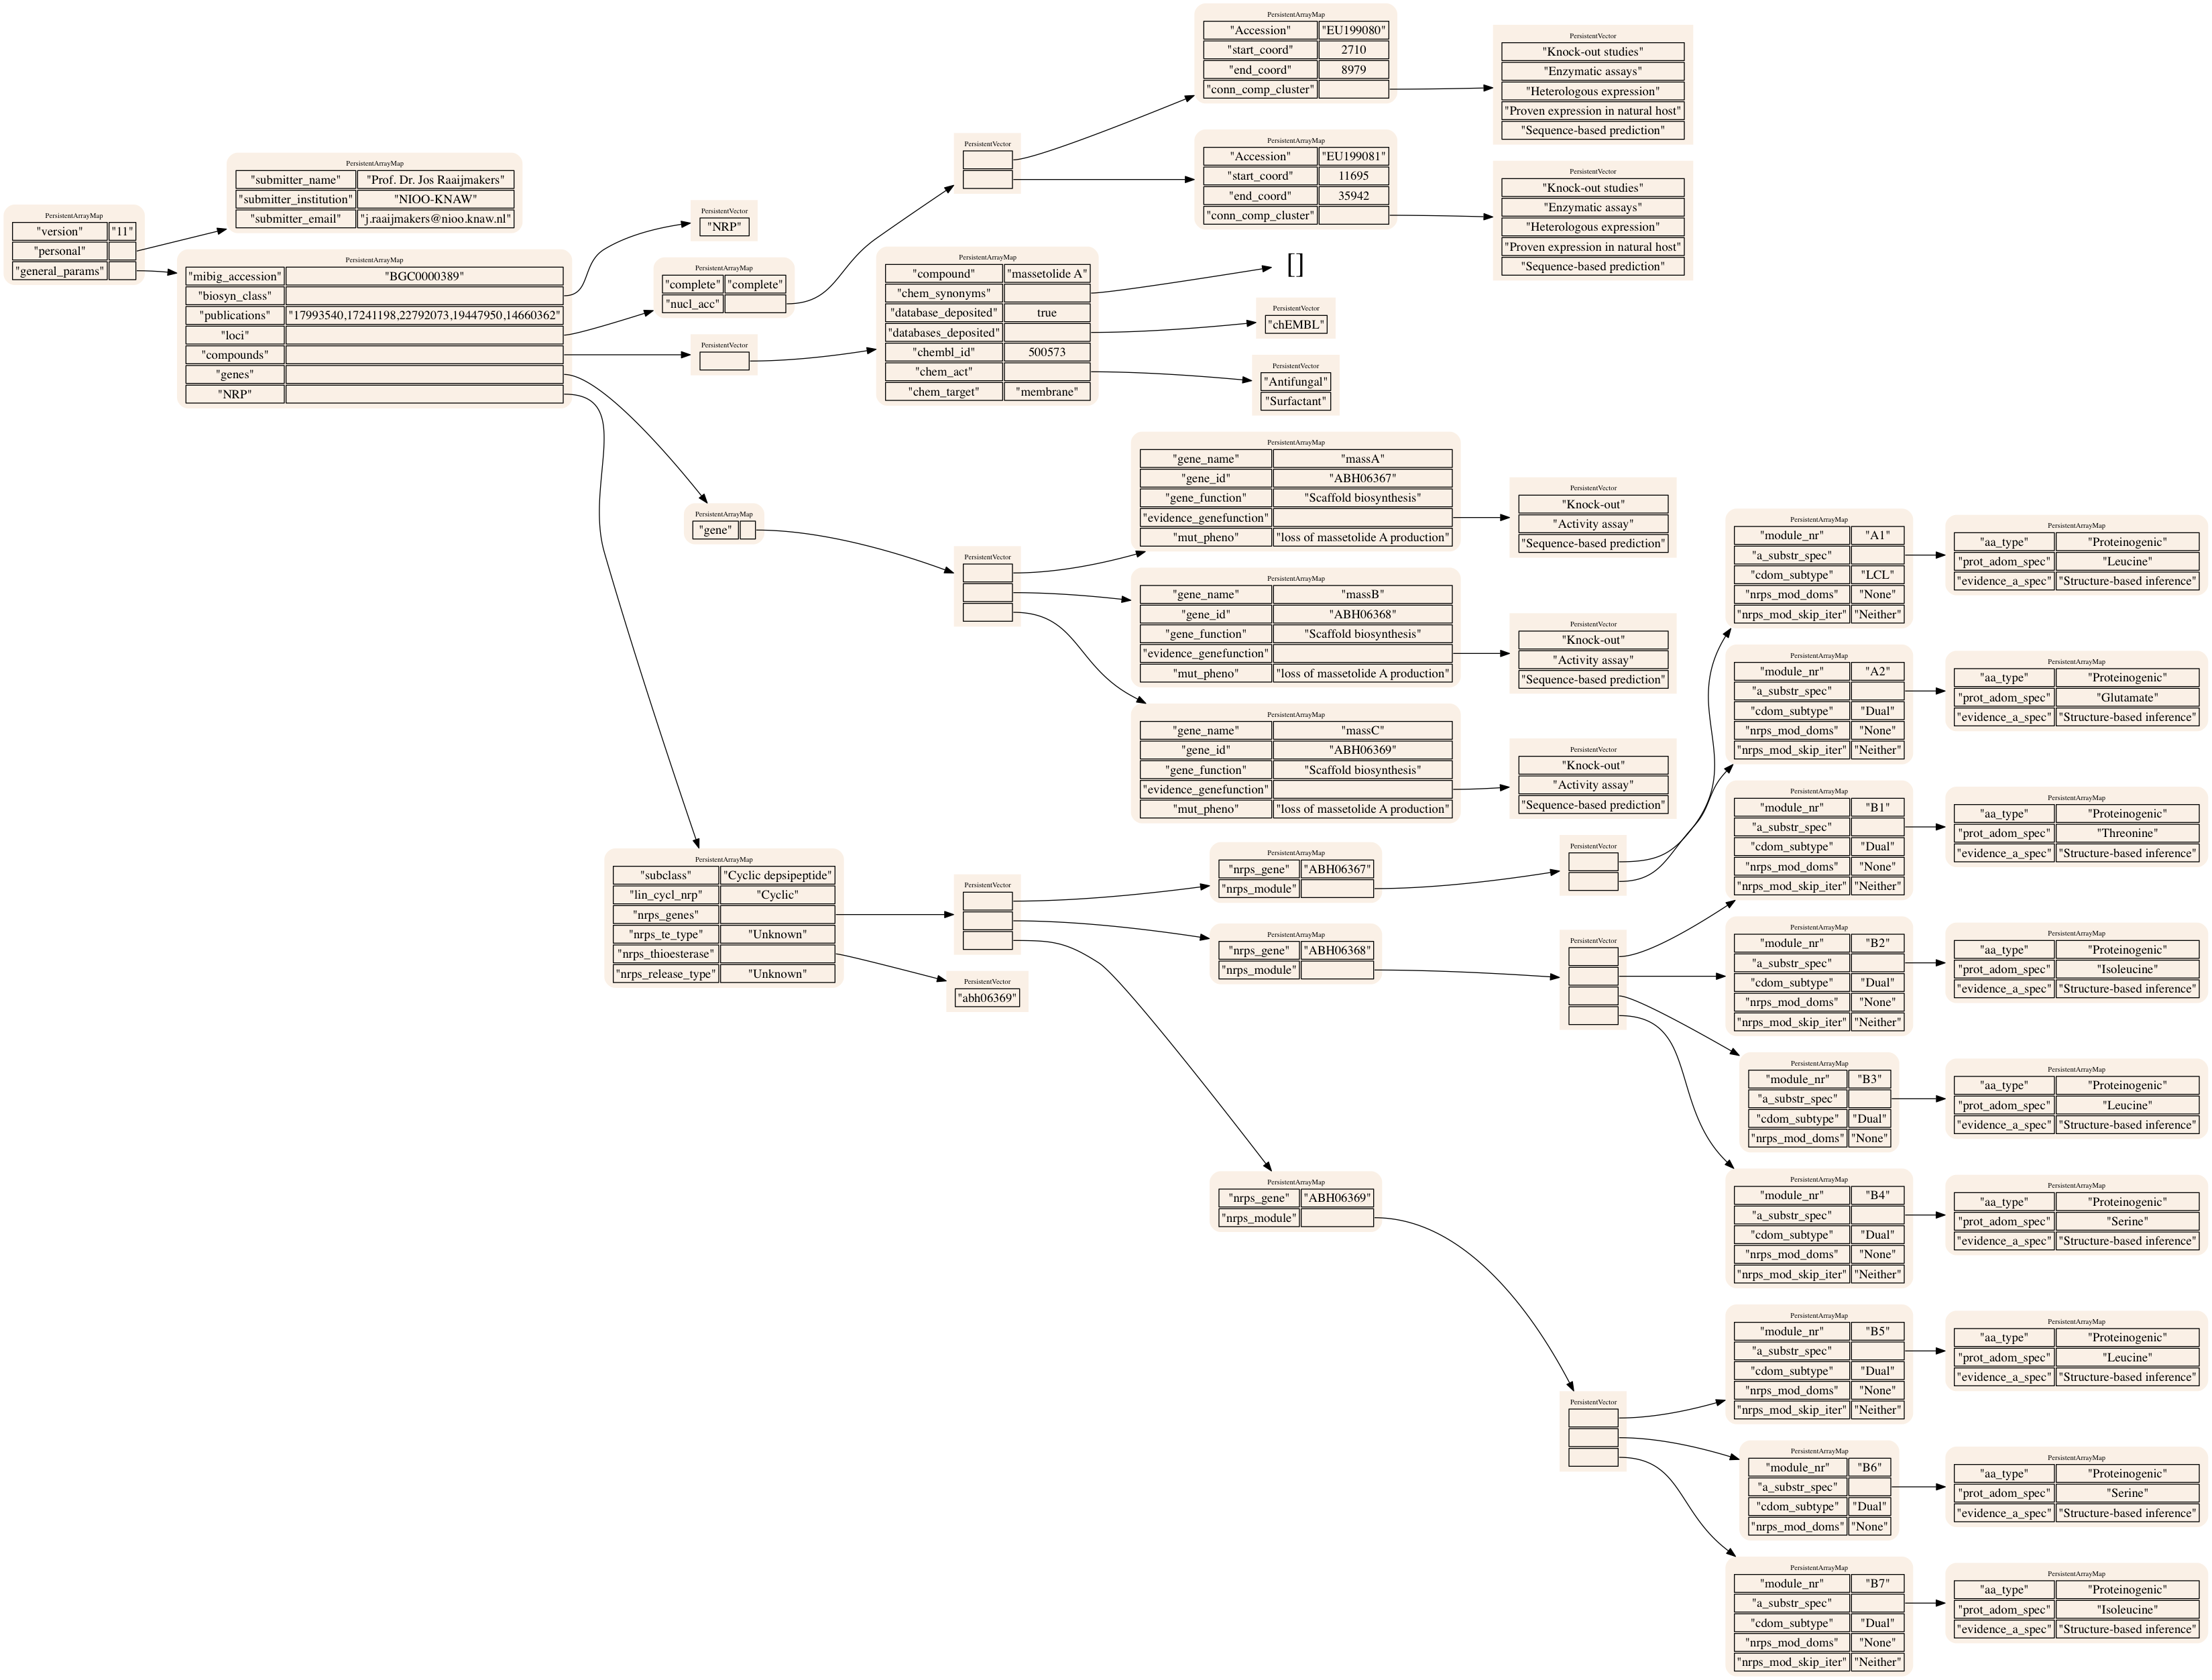 PersistentArrayMap
"version" "11"
"personal"
"general_params"
PersistentArrayMap
"submitter_name" "Prof. Dr. Jos Raaijmakers"
"submitter_institution" "NIOO-KNAW"
"submitter_email" "j.raaijmakers@nioo.knaw.nl"
PersistentArrayMap
"mibig_accession" "BGC0000389"
"biosyn_class"
"publications" "17993540,17241198,22792073,19447950,14660362"
"loci"
"compounds"
"genes"
"NRP"
PersistentVector
"NRP"
PersistentArrayMap
"complete" "complete"
"nucl_acc"
PersistentVector
PersistentArrayMap
"Accession" "EU199080"
"start_coord" 2710
"end_coord" 8979
"conn_comp_cluster"
PersistentVector
"Knock-out studies"
"Enzymatic assays"
"Heterologous expression"
"Proven expression in natural host"
"Sequence-based prediction"
PersistentArrayMap
"Accession" "EU199081"
"start_coord" 11695
"end_coord" 35942
"conn_comp_cluster"
PersistentVector
"Knock-out studies"
"Enzymatic assays"
"Heterologous expression"
"Proven expression in natural host"
"Sequence-based prediction"
PersistentVector
PersistentArrayMap
"compound" "massetolide A"
"chem_synonyms"
"database_deposited" true
"databases_deposited"
"chembl_id" 500573
"chem_act"
"chem_target" "membrane"
[]
PersistentVector
"chEMBL"
PersistentVector
"Antifungal"
"Surfactant"
PersistentArrayMap
"gene"
PersistentVector
PersistentArrayMap
"gene_name" "massA"
"gene_id" "ABH06367"
"gene_function" "Scaffold biosynthesis"
"evidence_genefunction"
"mut_pheno" "loss of massetolide A production"
PersistentVector
"Knock-out"
"Activity assay"
"Sequence-based prediction"
PersistentArrayMap
"gene_name" "massB"
"gene_id" "ABH06368"
"gene_function" "Scaffold biosynthesis"
"evidence_genefunction"
"mut_pheno" "loss of massetolide A production"
PersistentVector
"Knock-out"
"Activity assay"
"Sequence-based prediction"
PersistentArrayMap
"gene_name" "massC"
"gene_id" "ABH06369"
"gene_function" "Scaffold biosynthesis"
"evidence_genefunction"
"mut_pheno" "loss of massetolide A production"
PersistentVector
"Knock-out"
"Activity assay"
"Sequence-based prediction"
PersistentArrayMap
"subclass" "Cyclic depsipeptide"
"lin_cycl_nrp" "Cyclic"
"nrps_genes"
"nrps_te_type" "Unknown"
"nrps_thioesterase"
"nrps_release_type" "Unknown"
PersistentVector
PersistentVector
"abh06369"
PersistentArrayMap
"nrps_gene" "ABH06367"
"nrps_module"
PersistentVector
PersistentArrayMap
"module_nr" "A1"
"a_substr_spec"
"cdom_subtype" "LCL"
"nrps_mod_doms" "None"
"nrps_mod_skip_iter" "Neither"
PersistentArrayMap
"aa_type" "Proteinogenic"
"prot_adom_spec" "Leucine"
"evidence_a_spec" "Structure-based inference"
PersistentArrayMap
"module_nr" "A2"
"a_substr_spec"
"cdom_subtype" "Dual"
"nrps_mod_doms" "None"
"nrps_mod_skip_iter" "Neither"
PersistentArrayMap
"aa_type" "Proteinogenic"
"prot_adom_spec" "Glutamate"
"evidence_a_spec" "Structure-based inference"
PersistentArrayMap
"nrps_gene" "ABH06368"
"nrps_module"
PersistentVector
PersistentArrayMap
"module_nr" "B1"
"a_substr_spec"
"cdom_subtype" "Dual"
"nrps_mod_doms" "None"
"nrps_mod_skip_iter" "Neither"
PersistentArrayMap
"aa_type" "Proteinogenic"
"prot_adom_spec" "Threonine"
"evidence_a_spec" "Structure-based inference"
PersistentArrayMap
"module_nr" "B2"
"a_substr_spec"
"cdom_subtype" "Dual"
"nrps_mod_doms" "None"
"nrps_mod_skip_iter" "Neither"
PersistentArrayMap
"aa_type" "Proteinogenic"
"prot_adom_spec" "Isoleucine"
"evidence_a_spec" "Structure-based inference"
PersistentArrayMap
"module_nr" "B3"
"a_substr_spec"
"cdom_subtype" "Dual"
"nrps_mod_doms" "None"
PersistentArrayMap
"aa_type" "Proteinogenic"
"prot_adom_spec" "Leucine"
"evidence_a_spec" "Structure-based inference"
PersistentArrayMap
"module_nr" "B4"
"a_substr_spec"
"cdom_subtype" "Dual"
"nrps_mod_doms" "None"
"nrps_mod_skip_iter" "Neither"
PersistentArrayMap
"aa_type" "Proteinogenic"
"prot_adom_spec" "Serine"
"evidence_a_spec" "Structure-based inference"
PersistentArrayMap
"nrps_gene" "ABH06369"
"nrps_module"
PersistentVector
PersistentArrayMap
"module_nr" "B5"
"a_substr_spec"
"cdom_subtype" "Dual"
"nrps_mod_doms" "None"
"nrps_mod_skip_iter" "Neither"
PersistentArrayMap
"aa_type" "Proteinogenic"
"prot_adom_spec" "Leucine"
"evidence_a_spec" "Structure-based inference"
PersistentArrayMap
"module_nr" "B6"
"a_substr_spec"
"cdom_subtype" "Dual"
"nrps_mod_doms" "None"
PersistentArrayMap
"aa_type" "Proteinogenic"
"prot_adom_spec" "Serine"
"evidence_a_spec" "Structure-based inference"
PersistentArrayMap
"module_nr" "B7"
"a_substr_spec"
"cdom_subtype" "Dual"
"nrps_mod_doms" "None"
"nrps_mod_skip_iter" "Neither"
PersistentArrayMap
"aa_type" "Proteinogenic"
"prot_adom_spec" "Isoleucine"
"evidence_a_spec" "Structure-based inference"